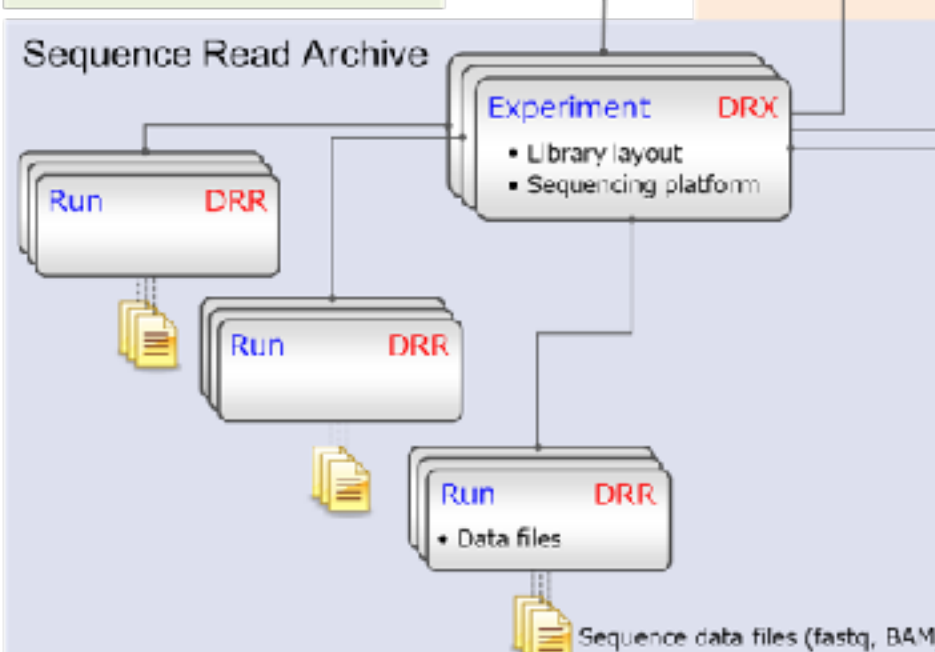 Sequence Read Archive
Experiment DRX
• Library layout
• Sequencing platform
Run DRR
Run DRR
Run DRR
• Data files
Sequence data files (fastq, BAM